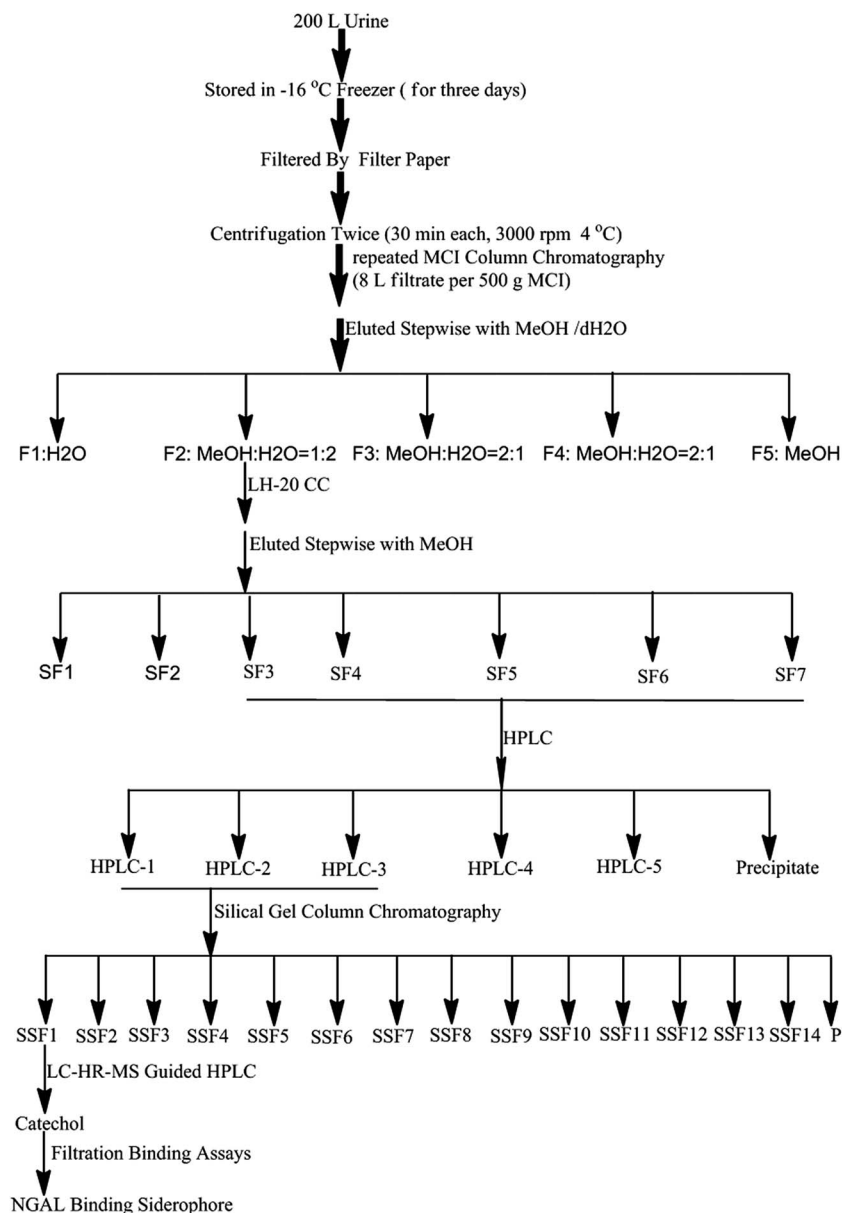 200 L Urine
Stored in -16 °C Freezer ( for three days)
Filtered By Filter Paper
Centrifugation Twice (30 min each, 3000 rpm 4 °C)
repeated MCI Column Chromatography
(8 L filtrate per 500 g MCI)
Eluted Stepwise with MeOH /dH2O
F1:H2O F2: MeOH:H2O=1:2 F3: MeOH:H2O=2:1 F4: MeOH:H2O=2:1 F5: MeOH
LH-20 CC
Eluted Stepwise with MeOH
SF1 SF2 SF3 SF4 SF5 SF6 SF7
HPLC
HPLC-1 HPLC-2 HPLC-3 HPLC-4 HPLC-5 Precipitate
Silical Gel Column Chromatography
SSF1 SSF2 SSF3 SSF4 SSF5 SSF6 SSF7 SSF8 SSF9 SSF10 SSF11 SSF12 SSF13 SSF14 P
LC-HR-MS Guided HPLC
Catechol
Filtration Binding Assays
NGAL Binding Siderophore